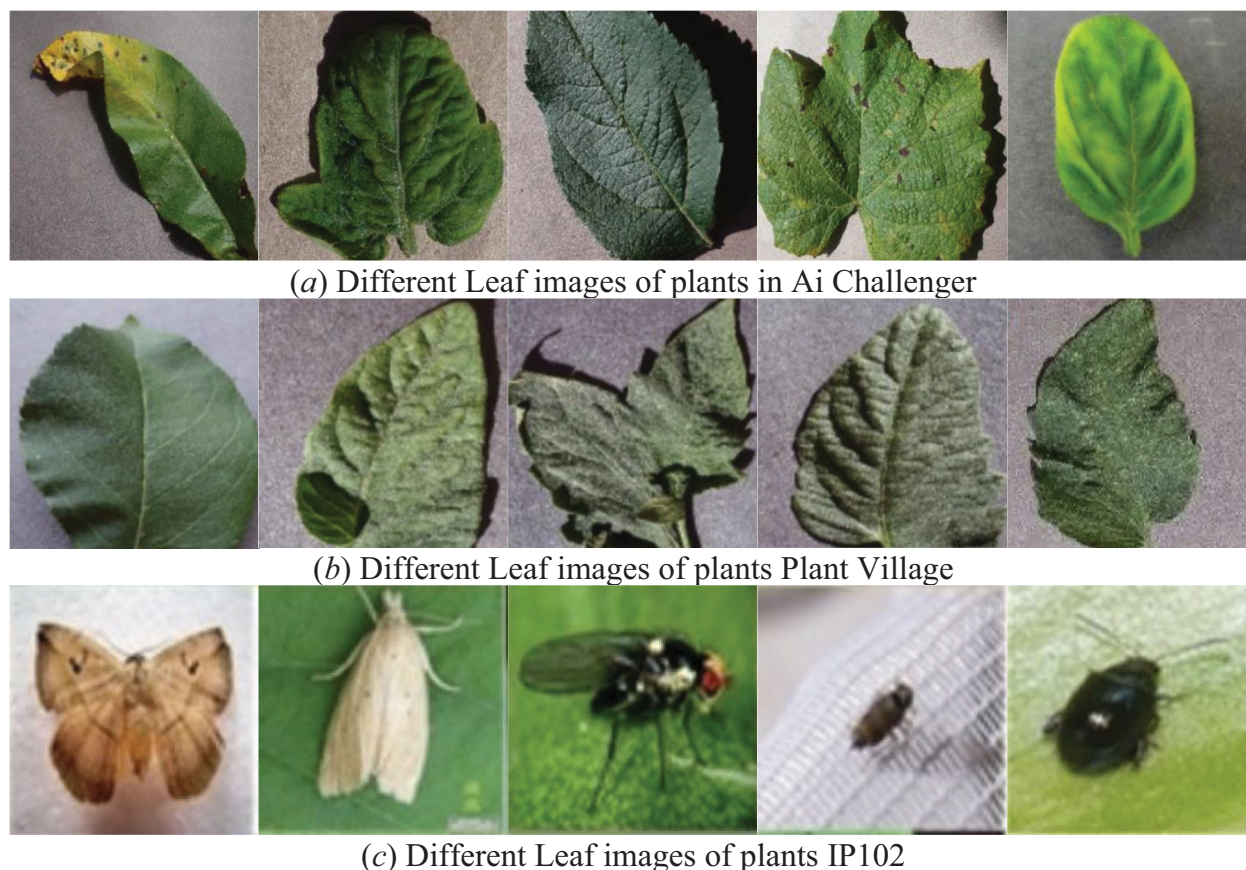 (a) Different Leaf images of plants in Ai Challenger
(b) Different Leaf images of plants Plant Village
(c) Different Leaf images of plants IP102